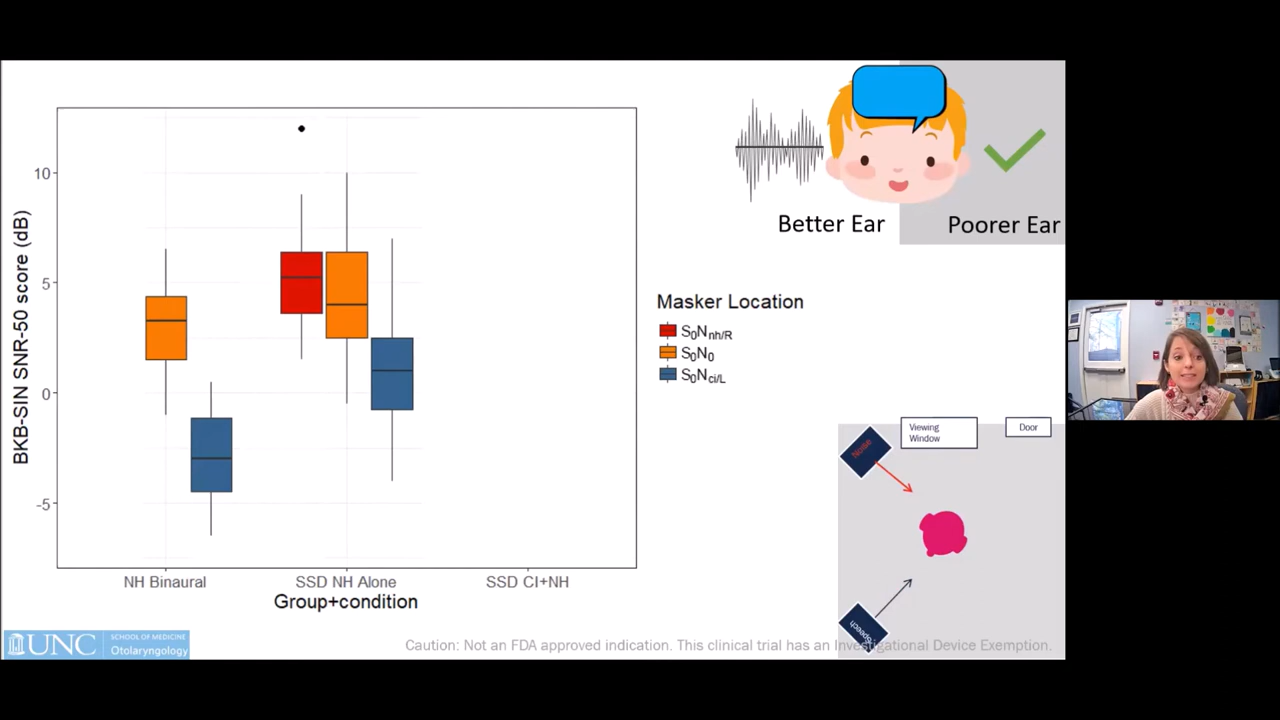 Better Ear
Poorer Ear
BKB-SIN SNR-50 score (dB)
10
5
0
-5
NH Binaural
SSD NH Alone
SSD CI+NH
Group+condition
Masker Location
S0Nnh/R
S0N0
S0Nci/L
Viewing
Window
Door
Noise
Speech
UNC
SCHOOL OF MEDICINE
Otolaryngology
Caution: Not an FDA approved indication. This clinical trial has an Investigational Device Exemption.